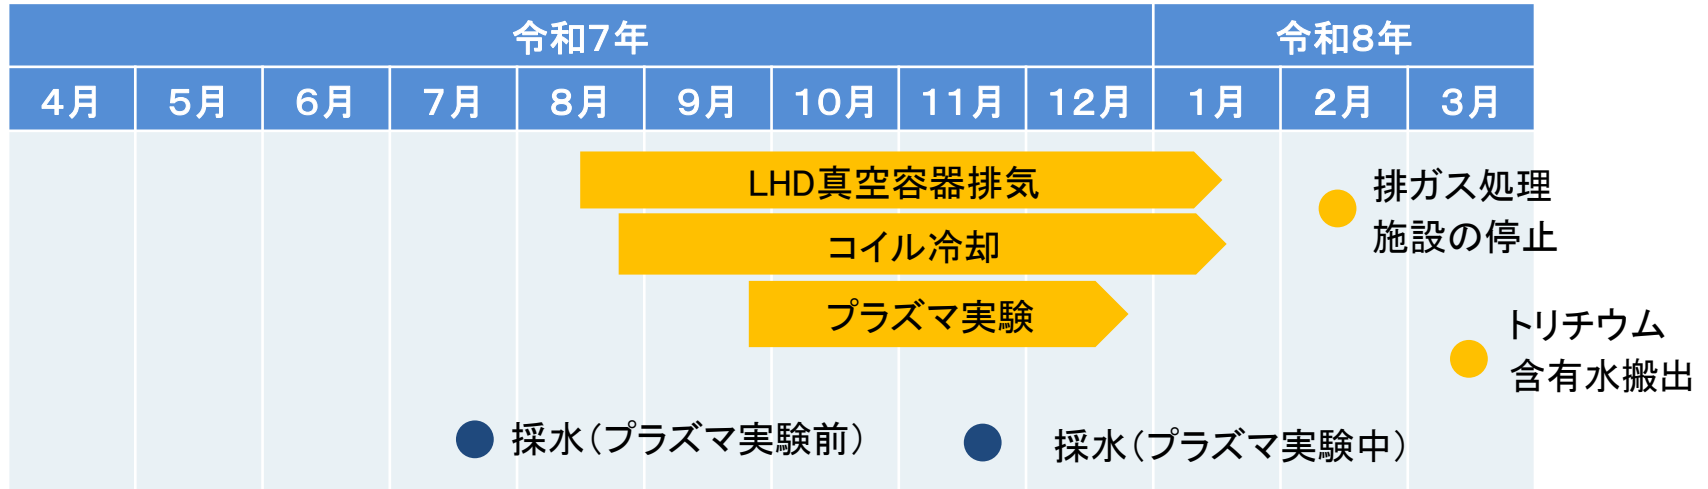 令和7年 令和8年
4月 5月 6月 7月 8月 9月 10月 11月 12月 1月 2月 3月
LHD真空容器排気
排ガス処理
施設の停止
コイル冷却
プラズマ実験
トリチウム
含有水搬出
採水（プラズマ実験前） 採水（プラズマ実験中）